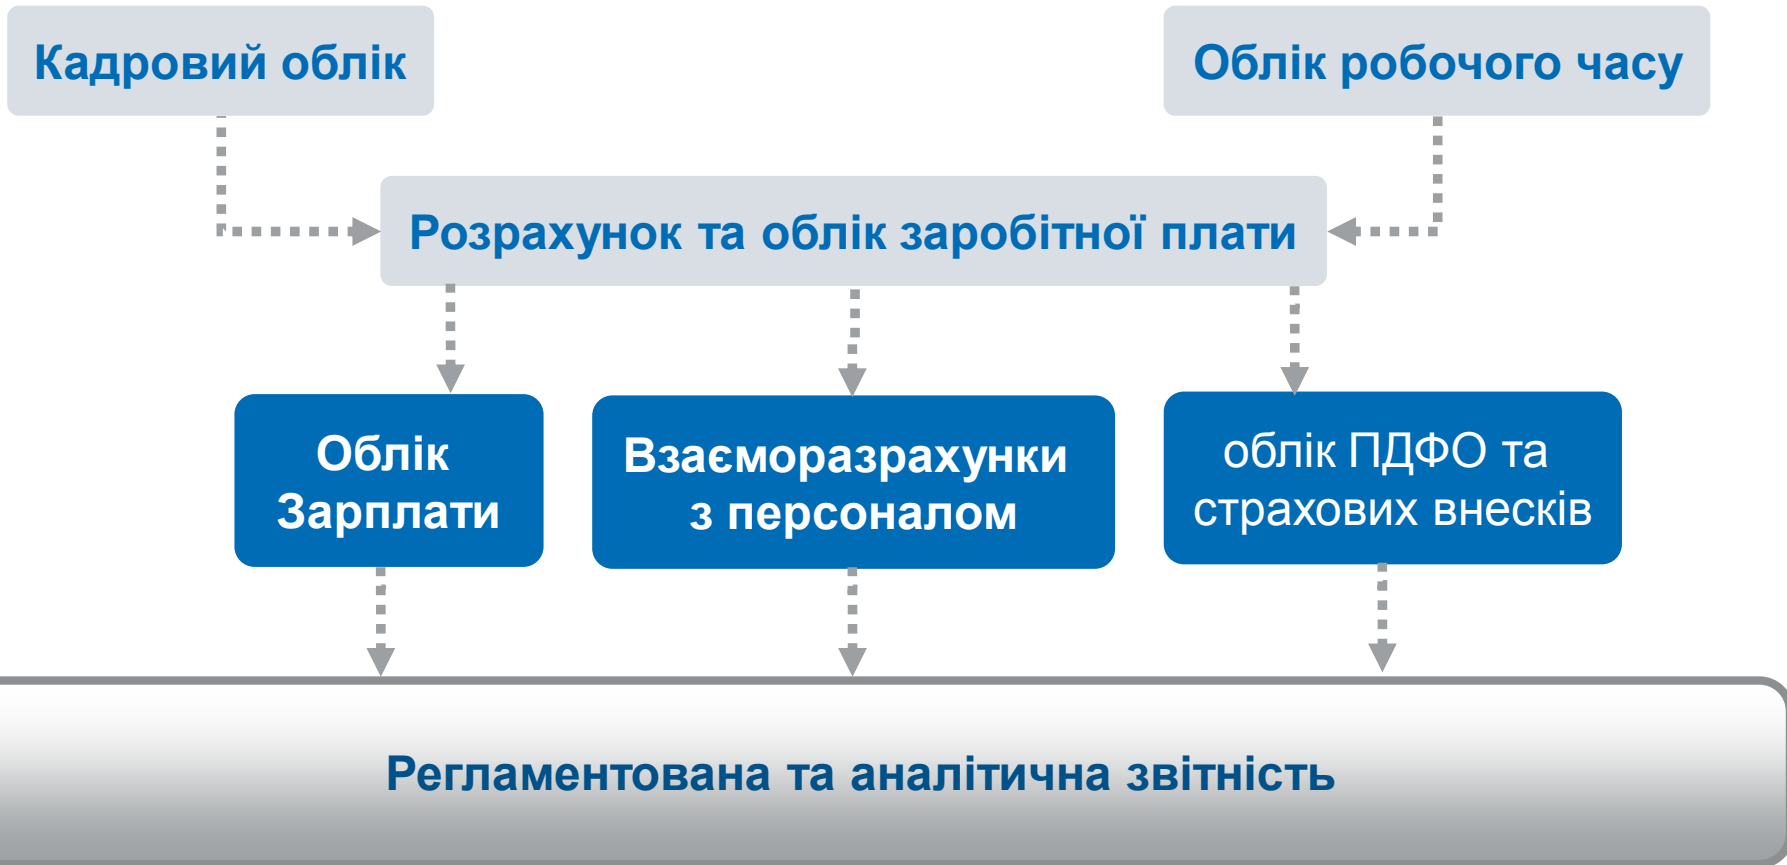 Кадровий облік
Облік робочого часу
Розрахунок та облік заробітної плати
Облік
Зарплати
Взаєморазрахунки
з персоналом
облік ПДФО та
страхових внесків
Регламентована та аналітична звітність